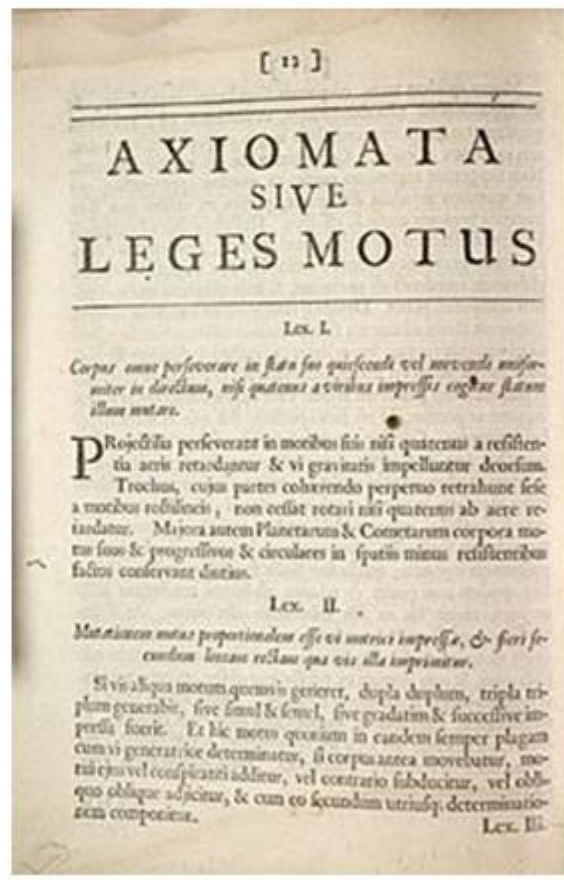 [ 12 ]
AXIOMATA
SIVE
LEGES MOTUS
Lex. I.
Corpus omne perseverare in statu suo quiescendi vel movendi unifor-
miter in directum, nisi quatenus a viribus impressis cogitur statum
illum mutare.
PRojectilia perseverant in motibus suis nisi quatenus a resisten-
tia aeris retardantur & vi gravitatis impelluntur deorsum.
Trochus, cujus partes cohærendo perpetuo retrahunt sese
a motibus rectilineis, non cessat rotari nisi quatenus ab aere re-
tardatur. Majora autem Planetarum & Cometarum corpora mo-
tus suos & progressivos & circulares in spatiis minus resistentibus
factos conservant diutius.
Lex. II.
Mutationem motus proportionalem esse vi motrici impressæ, & fieri se-
cundum lineam rectam qua vis illa imprimitur.
Si vis aliqua motum quemvis generet, dupla duplum, tripla tri-
plum generabit, sive simul & semel, sive gradatim & successive im-
pressa fuerit. Et hic motus quoniam in eandem semper plagam
cum vi generatrice determinatur, si corpus antea movebatur, mo-
tui ejus vel conspiranti additur, vel contrario subducitur, vel obli-
quo oblique adjicitur, & cum eo secundum utriusq; determinatio-
nem componitur.
Lex. III.